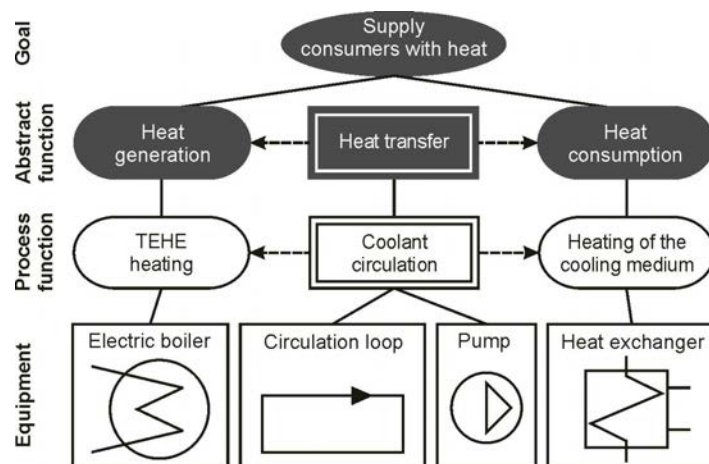 Goal
Supply
consumers with heat
Abstract
function
Heat
generation
Heat transfer
Heat
consumption
Process
function
TEHE
heating
Coolant
circulation
Heating of the
cooling medium
Equipment
Electric boiler
Circulation loop
Pump
Heat exchanger